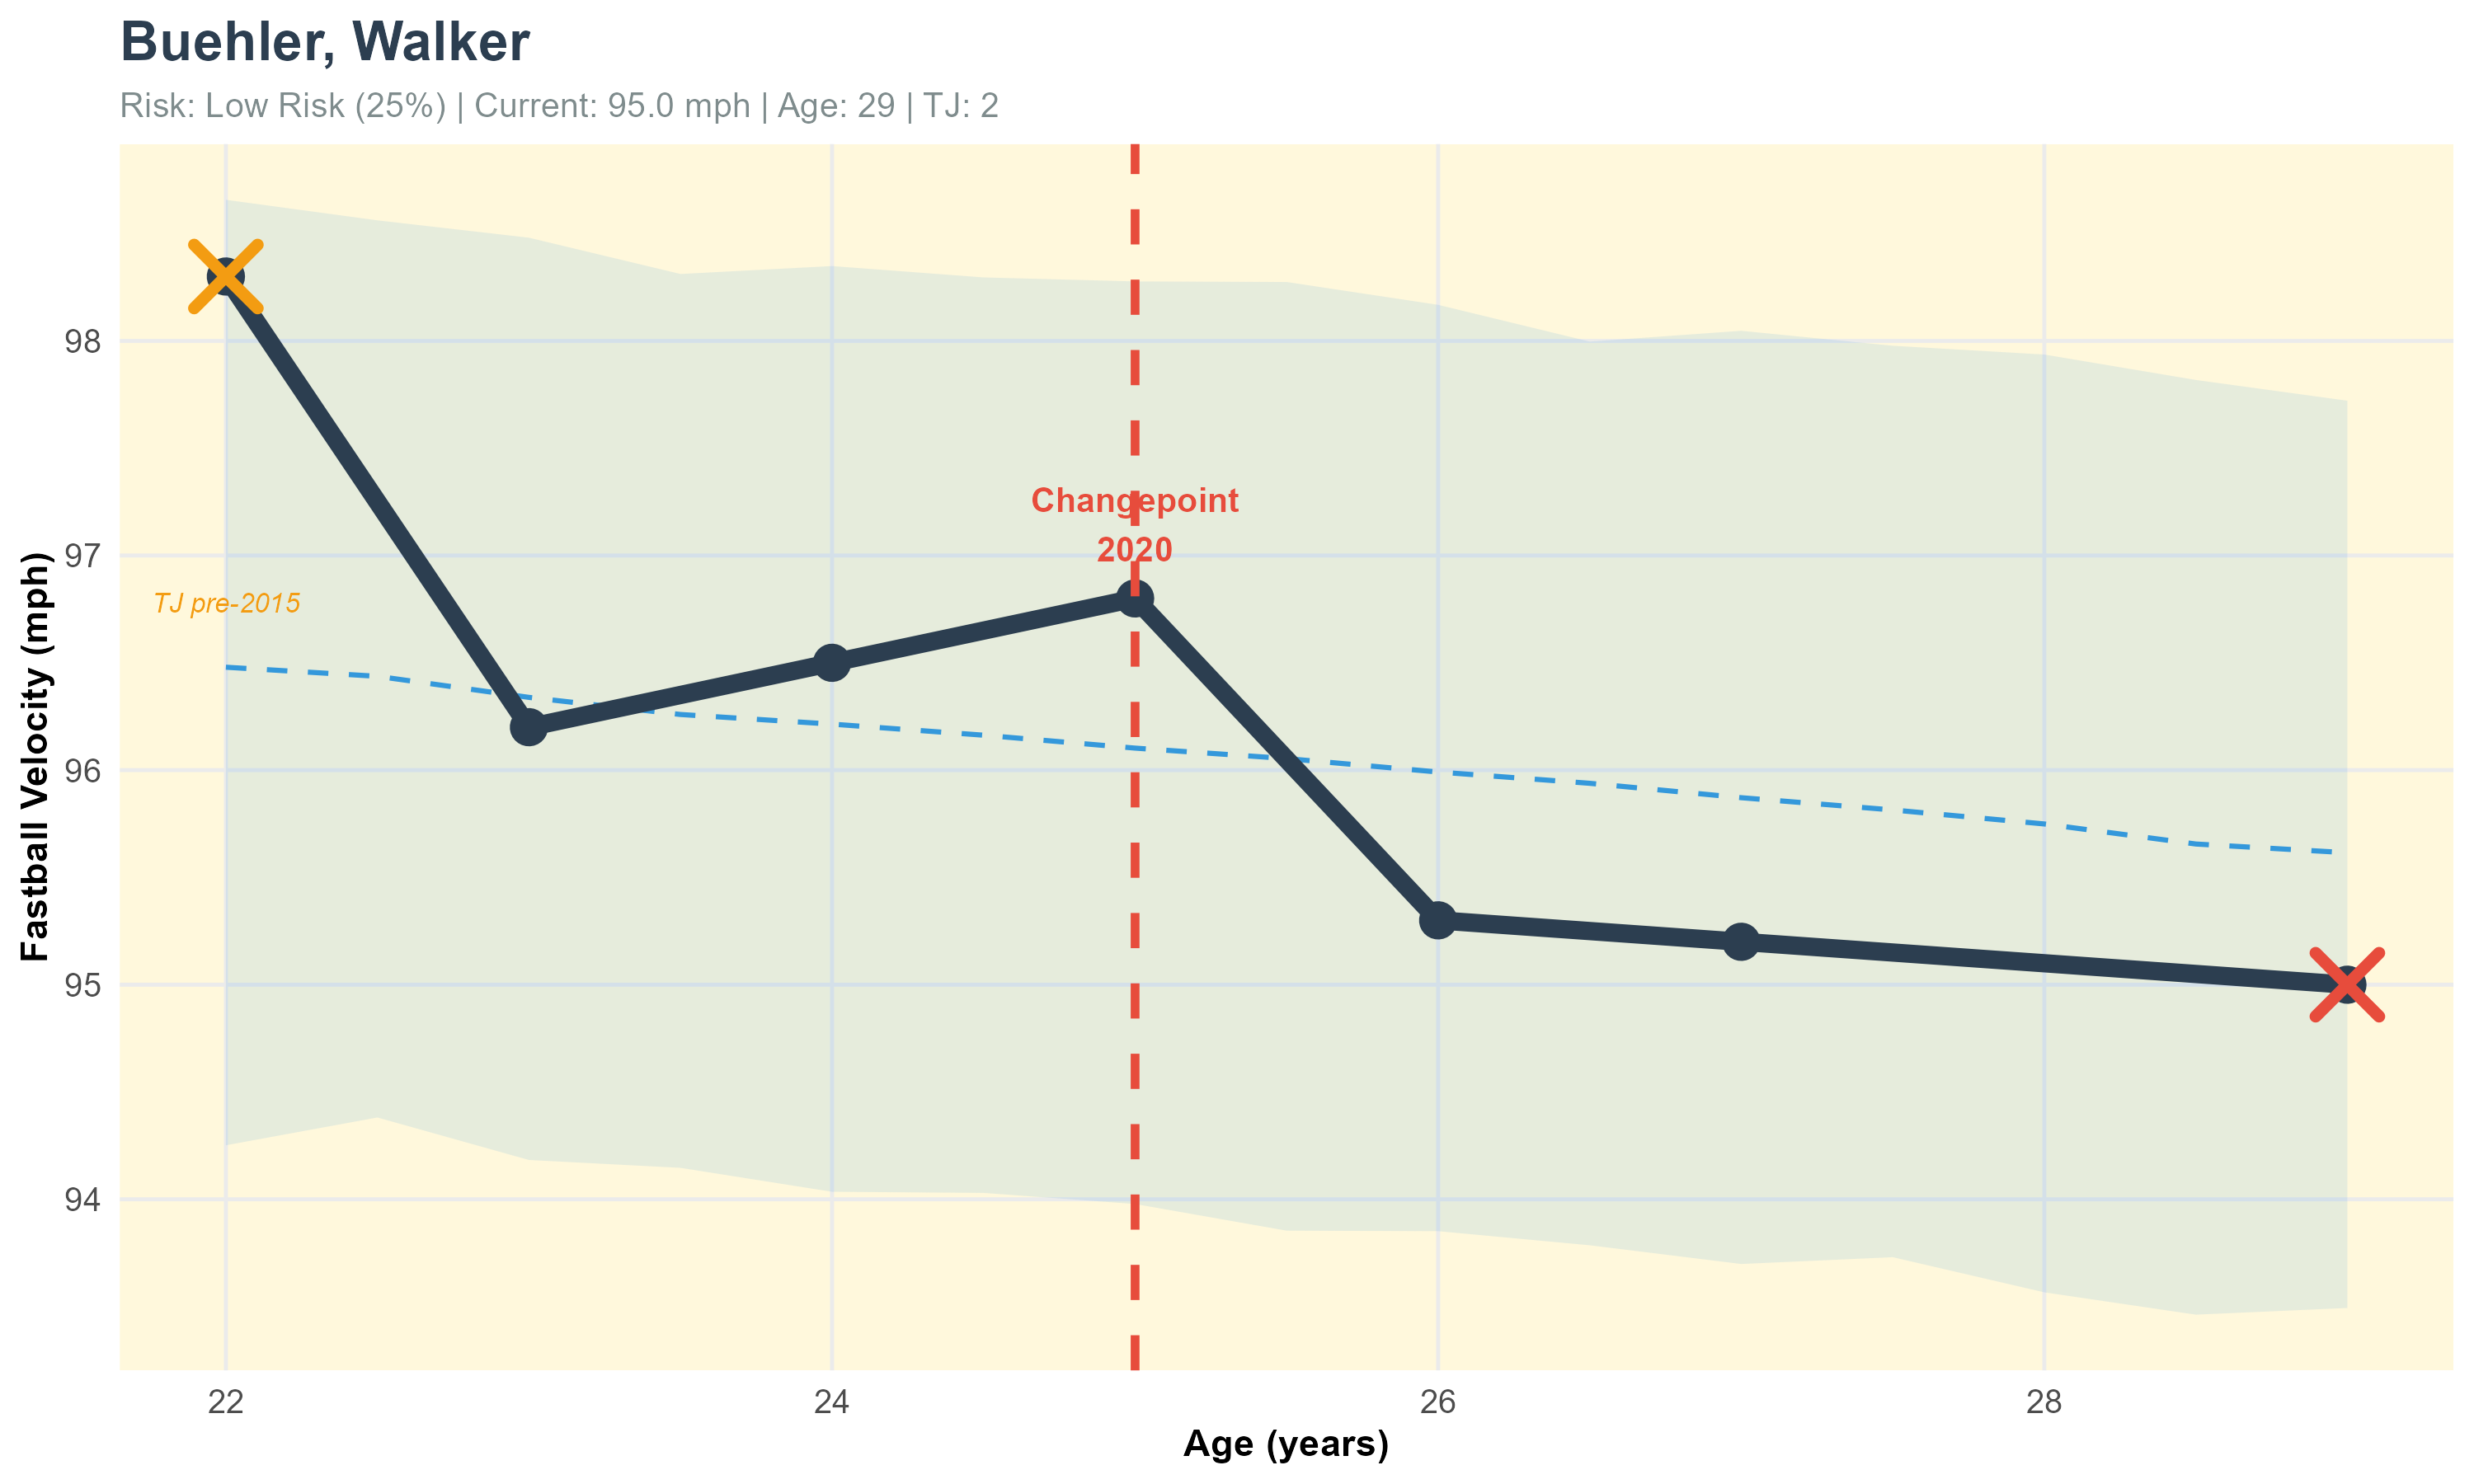 Buehler, Walker
Risk: Low Risk (25%) | Current: 95.0 mph | Age: 29 | TJ: 2
Fastball Velocity (mph)
98
97
96
95
94
Changepoint
2020
TJ pre-2015
22
24
26
28
Age (years)